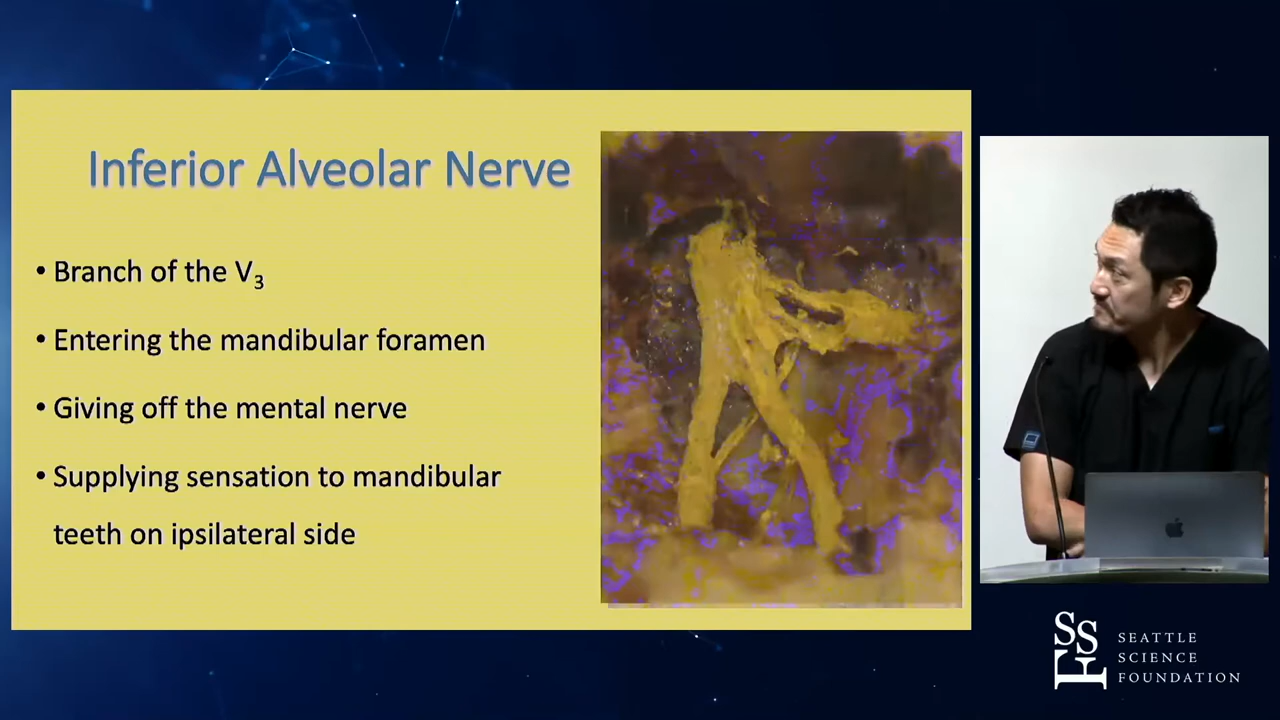 Inferior Alveolar Nerve
• Branch of the V₃
• Entering the mandibular foramen
• Giving off the mental nerve
• Supplying sensation to mandibular
teeth on ipsilateral side
SSF
SEATTLE
SCIENCE
FOUNDATION